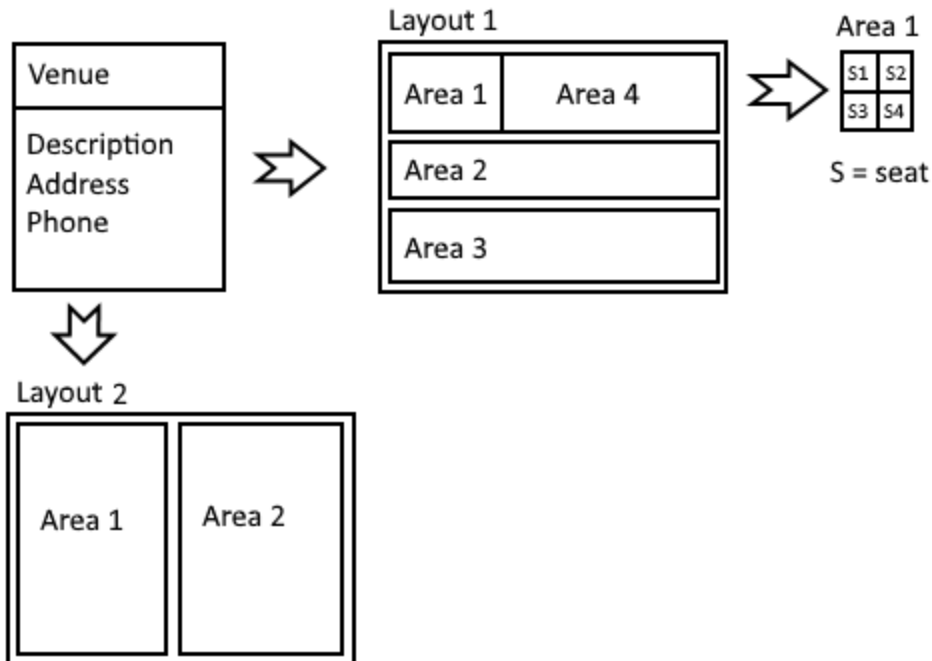 Venue
Description
Address
Phone
Layout 1
Area 1
Area 4
Area 2
Area 3
Area 1
S1 S2
S3 S4
S = seat
Layout 2
Area 1
Area 2